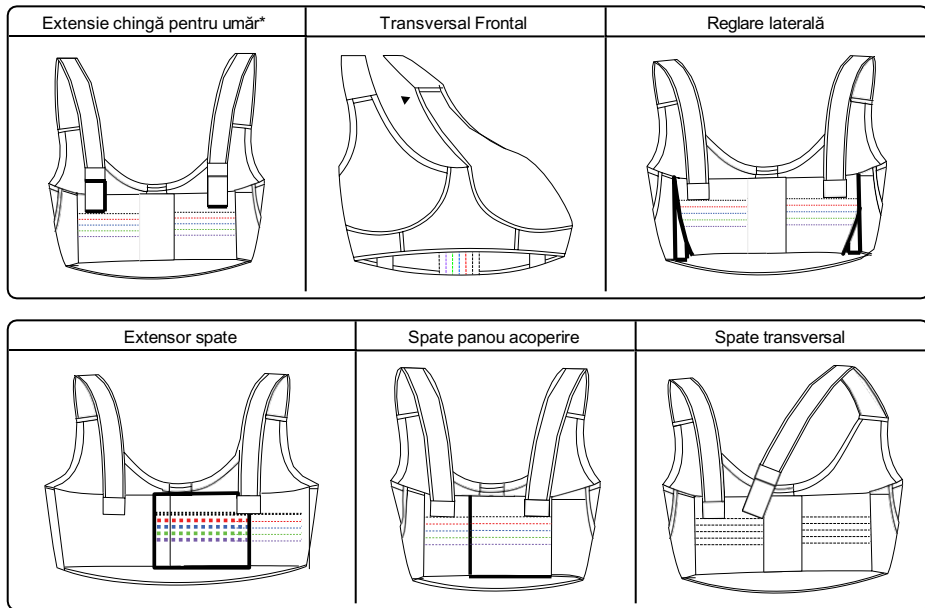 Extensie chingă pentru umăr*
Transversal Frontal
Reglare laterală
Extensor spate
Spate panou acoperire
Spate transversal